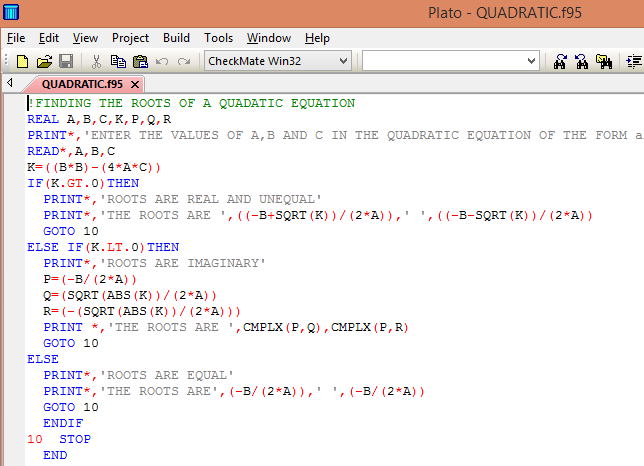 Plato - QUADRATIC.f95
File Edit View Project Build Tools Window Help
CheckMate Win32
QUADRATIC.f95
!FINDING THE ROOTS OF A QUADATIC EQUATION
REAL A,B,C,K,P,Q,R
PRINT*,'ENTER THE VALUES OF A,B AND C IN THE QUADRATIC EQUATION OF THE FORM a
READ*,A,B,C
K=((B*B)-(4*A*C))
IF(K.GT.0)THEN
  PRINT*,'ROOTS ARE REAL AND UNEQUAL'
  PRINT*,'THE ROOTS ARE ',((-B+SQRT(K))/(2*A)),' ',((-B-SQRT(K))/(2*A))
  GOTO 10
ELSE IF(K.LT.0)THEN
  PRINT*,'ROOTS ARE IMAGINARY'
  P=(-B/(2*A))
  Q=(SQRT(ABS(K))/(2*A))
  R=(-(SQRT(ABS(K))/(2*A)))
  PRINT *,'THE ROOTS ARE ',CMPLX(P,Q),CMPLX(P,R)
  GOTO 10
ELSE
  PRINT*,'ROOTS ARE EQUAL'
  PRINT*,'THE ROOTS ARE',(-B/(2*A)),' ',(-B/(2*A))
  GOTO 10
  ENDIF
10  STOP
  END